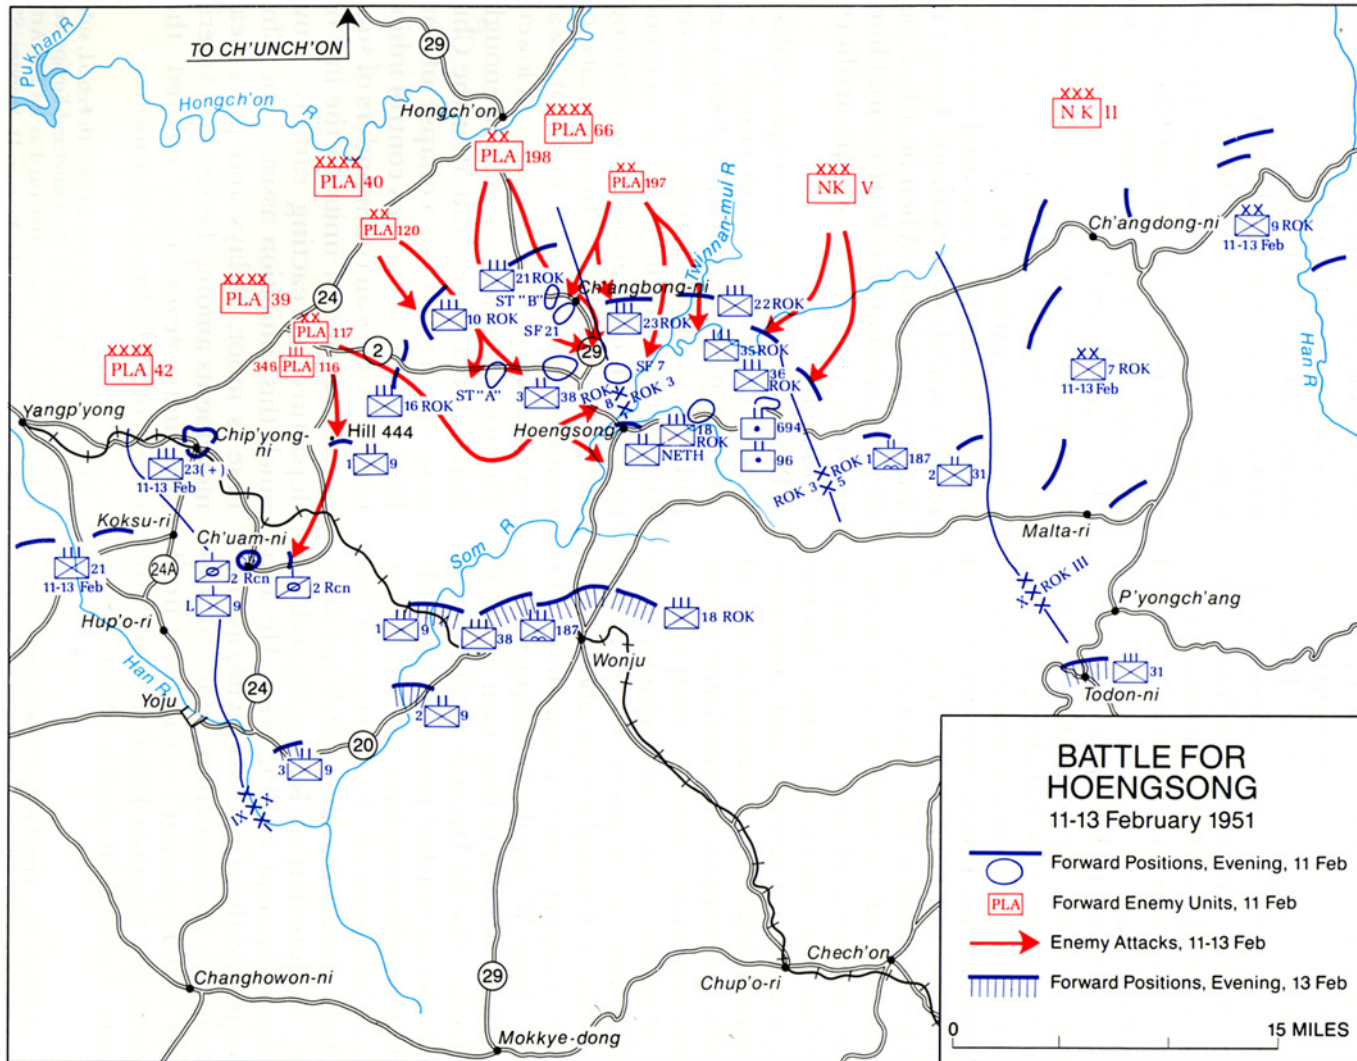 TO CH'UNCH'ON
29
Pukhan R
Hongch'on
R
Hongch'on
XXXX
PLA 66
XX
PLA 198
XXXX
PLA 40
XX
PLA 197
XXX
NK V
XXX
NK II
XX
PLA 120
XXXX
PLA 39
24
XX
PLA 117
III
346 PLA 116
XXXX
PLA 42
2
21 ROK
ST "B"
Ch'angbong-ni
SF 21
10 ROK
23 ROK
22 ROK
Twinnan-mul R
35 ROK
36
ROK
29
SF 7
ST "A"
3 38
ROK 8
ROK 3
16 ROK
Hoengsong
18
ROK
NETH
694
96
ROK 3
ROK 5
1 187
2 31
Ch'angdong-ni
XX
9 ROK
11-13 Feb
XX
7 ROK
11-13 Feb
Han R
Malta-ri
X
ROK III
P'yongch'ang
31
Todon-ni
Yangp'yong
Chip'yong-
ni
23(+)
11-13 Feb
Hill 444
1 9
Koksu-ri
Ch'uam-ni
21
11-13 Feb
24A
2 Rcn
2 Rcn
L 9
Hup'o-ri
Han R
Yoju
24
Som R
1 9
38
187
18 ROK
Wonju
2 9
20
3 9
IX
X
Changhowon-ni
29
Mokkye-dong
Chup'o-ri
Chech'on
BATTLE FOR
HOENGSONG
11-13 February 1951
Forward Positions, Evening, 11 Feb
PLA
Forward Enemy Units, 11 Feb
Enemy Attacks, 11-13 Feb
Forward Positions, Evening, 13 Feb
0 15 MILES